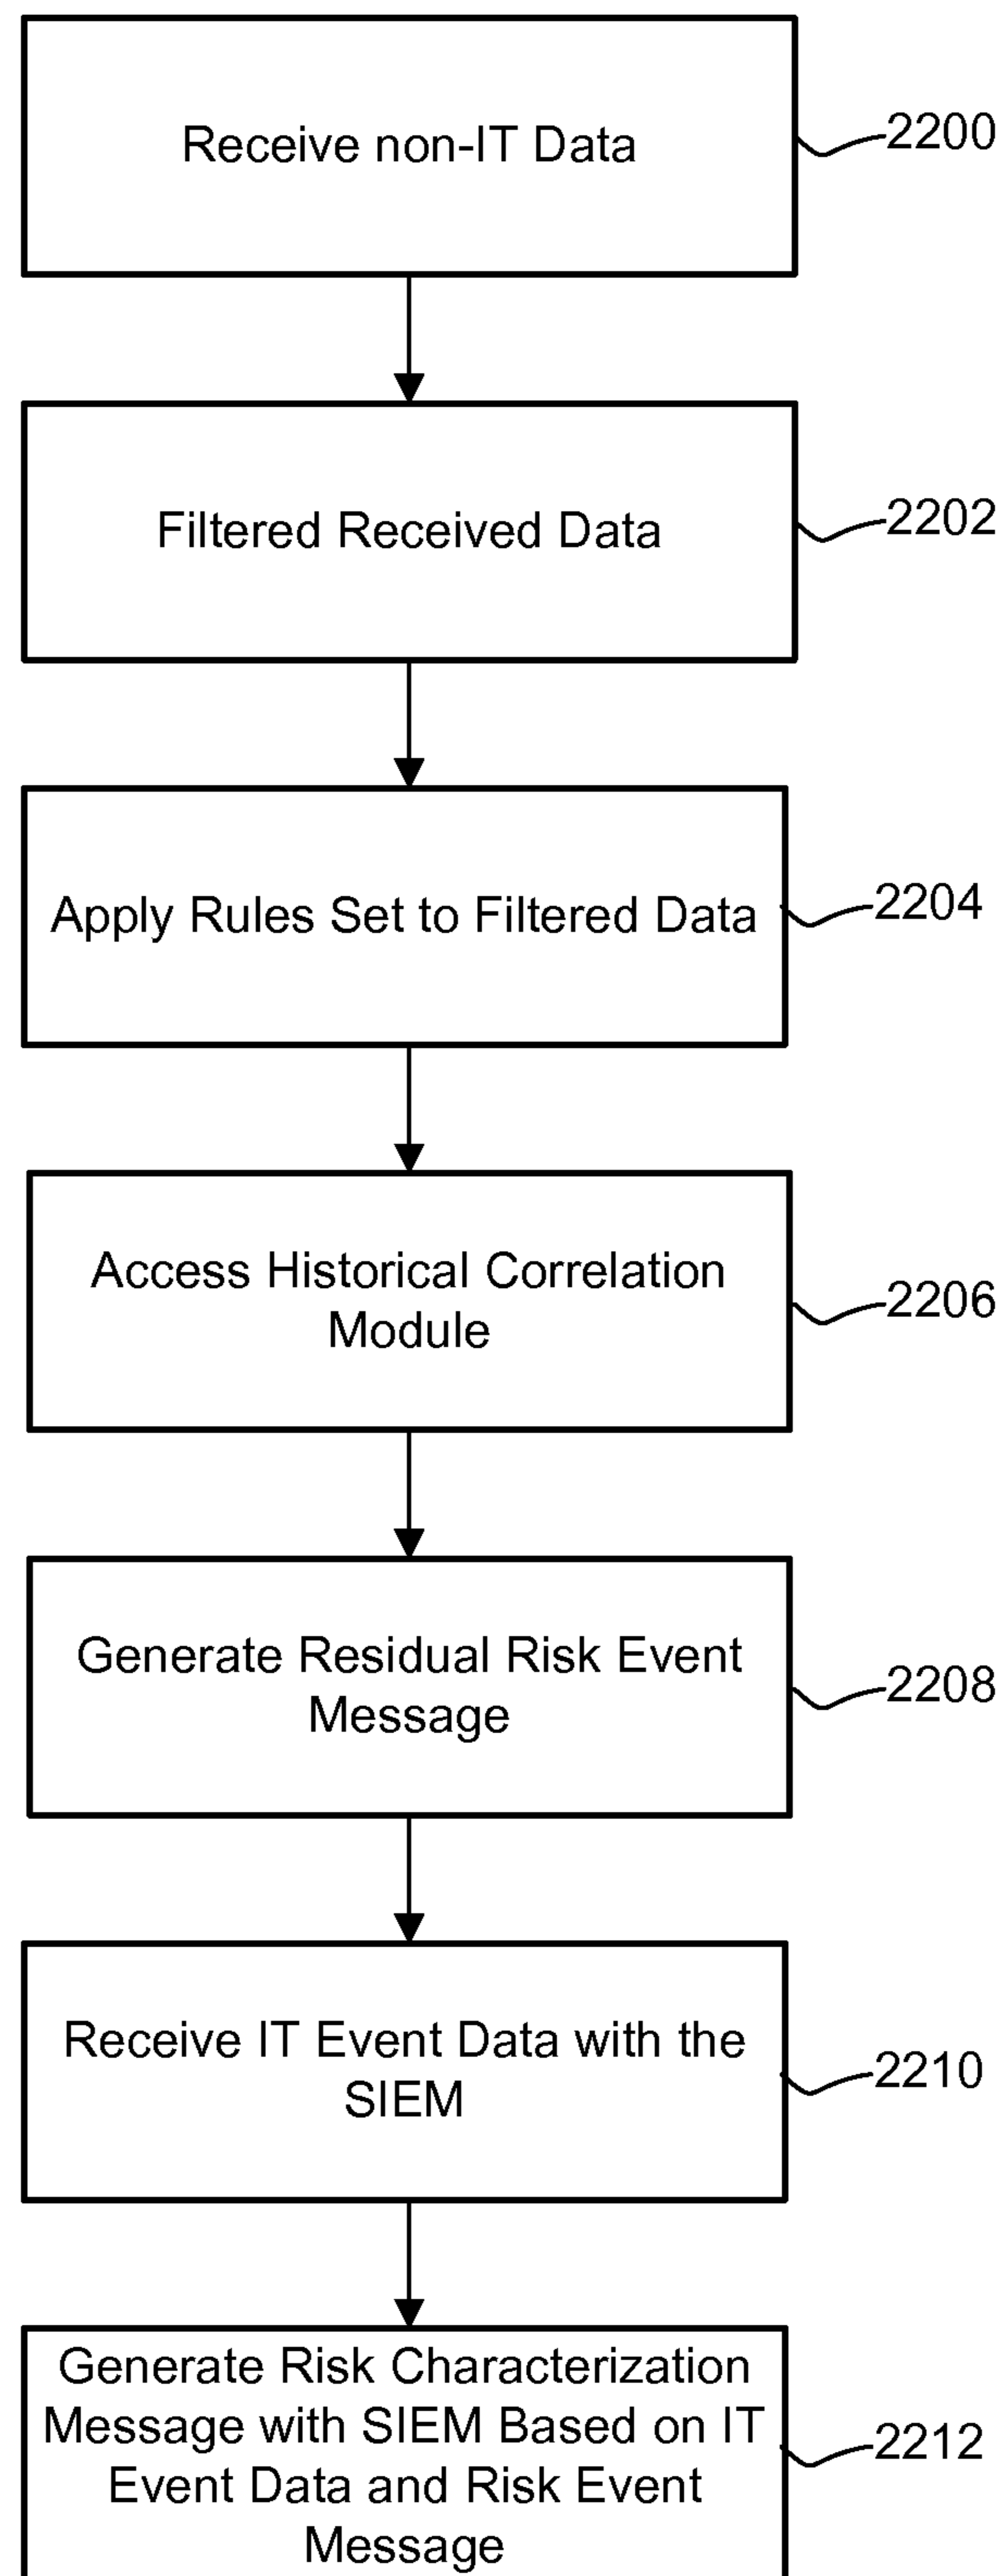 Receive non-IT Data
2200
Filtered Received Data
2202
Apply Rules Set to Filtered Data
2204
Access Historical Correlation
Module
2206
Generate Residual Risk Event
Message
2208
Receive IT Event Data with the
SIEM
2210
Generate Risk Characterization
Message with SIEM Based on IT
Event Data and Risk Event
Message
2212